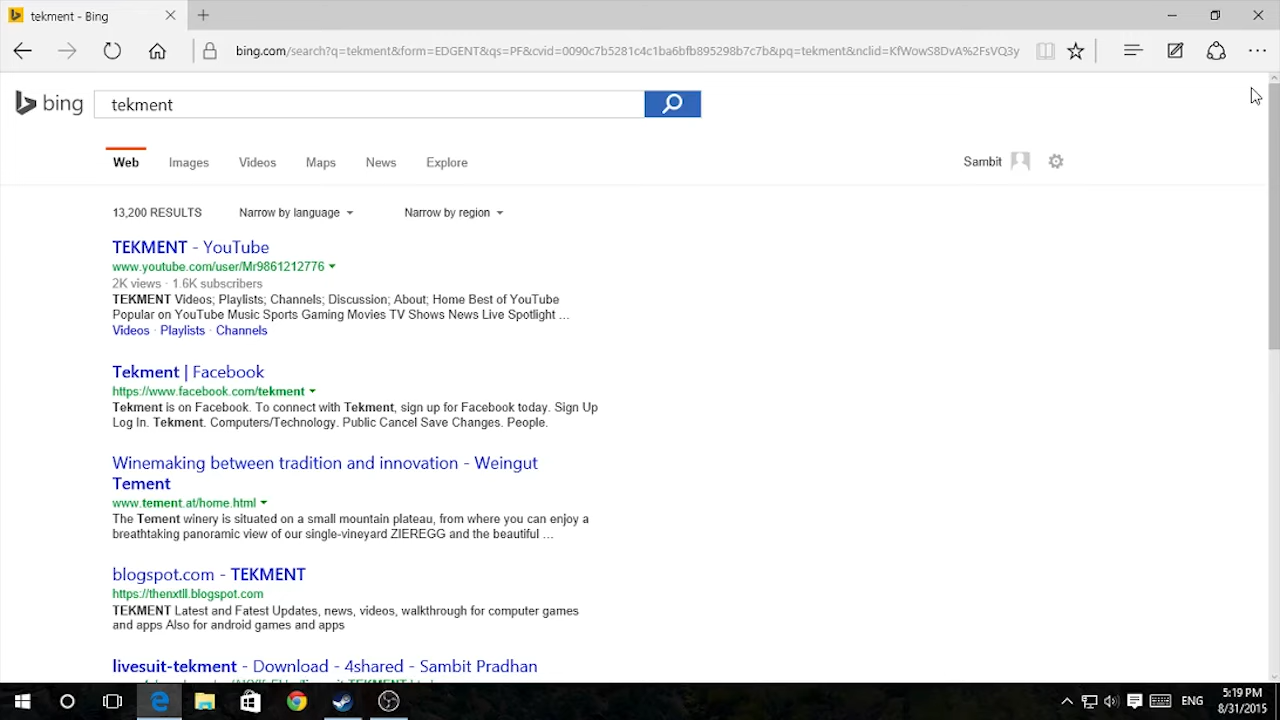 tekment - Bing
bing.com/search?q=tekment&form=EDGENT&qs=PF&cvid=0090c7b5281c4c1ba6bfb895298b7c7b&pq=tekment&nclid=KfWowS8DvA%2FsVQ3y
bing tekment
Web Images Videos Maps News Explore Sambit
13,200 RESULTS Narrow by language Narrow by region
TEKMENT - YouTube
www.youtube.com/user/Mr9861212776
2K views · 1.6K subscribers
TEKMENT Videos; Playlists; Channels; Discussion; About; Home Best of YouTube
Popular on YouTube Music Sports Gaming Movies TV Shows News Live Spotlight ...
Videos · Playlists · Channels
Tekment | Facebook
https://www.facebook.com/tekment
Tekment is on Facebook. To connect with Tekment, sign up for Facebook today. Sign Up
Log In. Tekment. Computers/Technology. Public Cancel Save Changes. People.
Winemaking between tradition and innovation - Weingut
Tement
www.tement.at/home.html
The Tement winery is situated on a small mountain plateau, from where you can enjoy a
breathtaking panoramic view of our single-vineyard ZIEREGG and the beautiful ...
blogspot.com - TEKMENT
https://thenxtll.blogspot.com
TEKMENT Latest and Fatest Updates, news, videos, walkthrough for computer games
and apps Also for android games and apps
livesuit-tekment - Download - 4shared - Sambit Pradhan
ENG
5:19 PM
8/31/2015